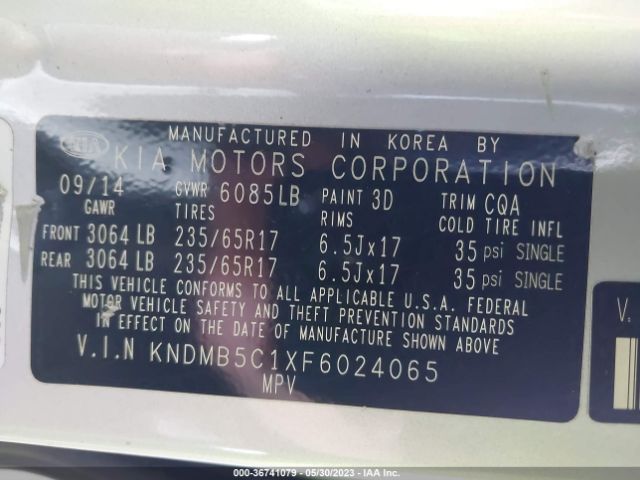 MANUFACTURED IN KOREA BY
KIA KIA MOTORS CORPORATION
09/14 GVWR 6085LB PAINT 3D TRIM CQA
GAWR TIRES RIMS COLD TIRE INFL
FRONT 3064 LB 235/65R17 6.5Jx17 35 psi SINGLE
REAR 3064 LB 235/65R17 6.5Jx17 35 psi SINGLE
THIS VEHICLE CONFORMS TO ALL APPLICABLE U.S.A. FEDERAL
MOTOR VEHICLE SAFETY AND THEFT PREVENTION STANDARDS
IN EFFECT ON THE DATE OF MANUFACTURE SHOWN ABOVE
V.I.N KNDMB5C1XF6024065
MPV
V.
000-36741079 - 05/30/2023 - IAA Inc.